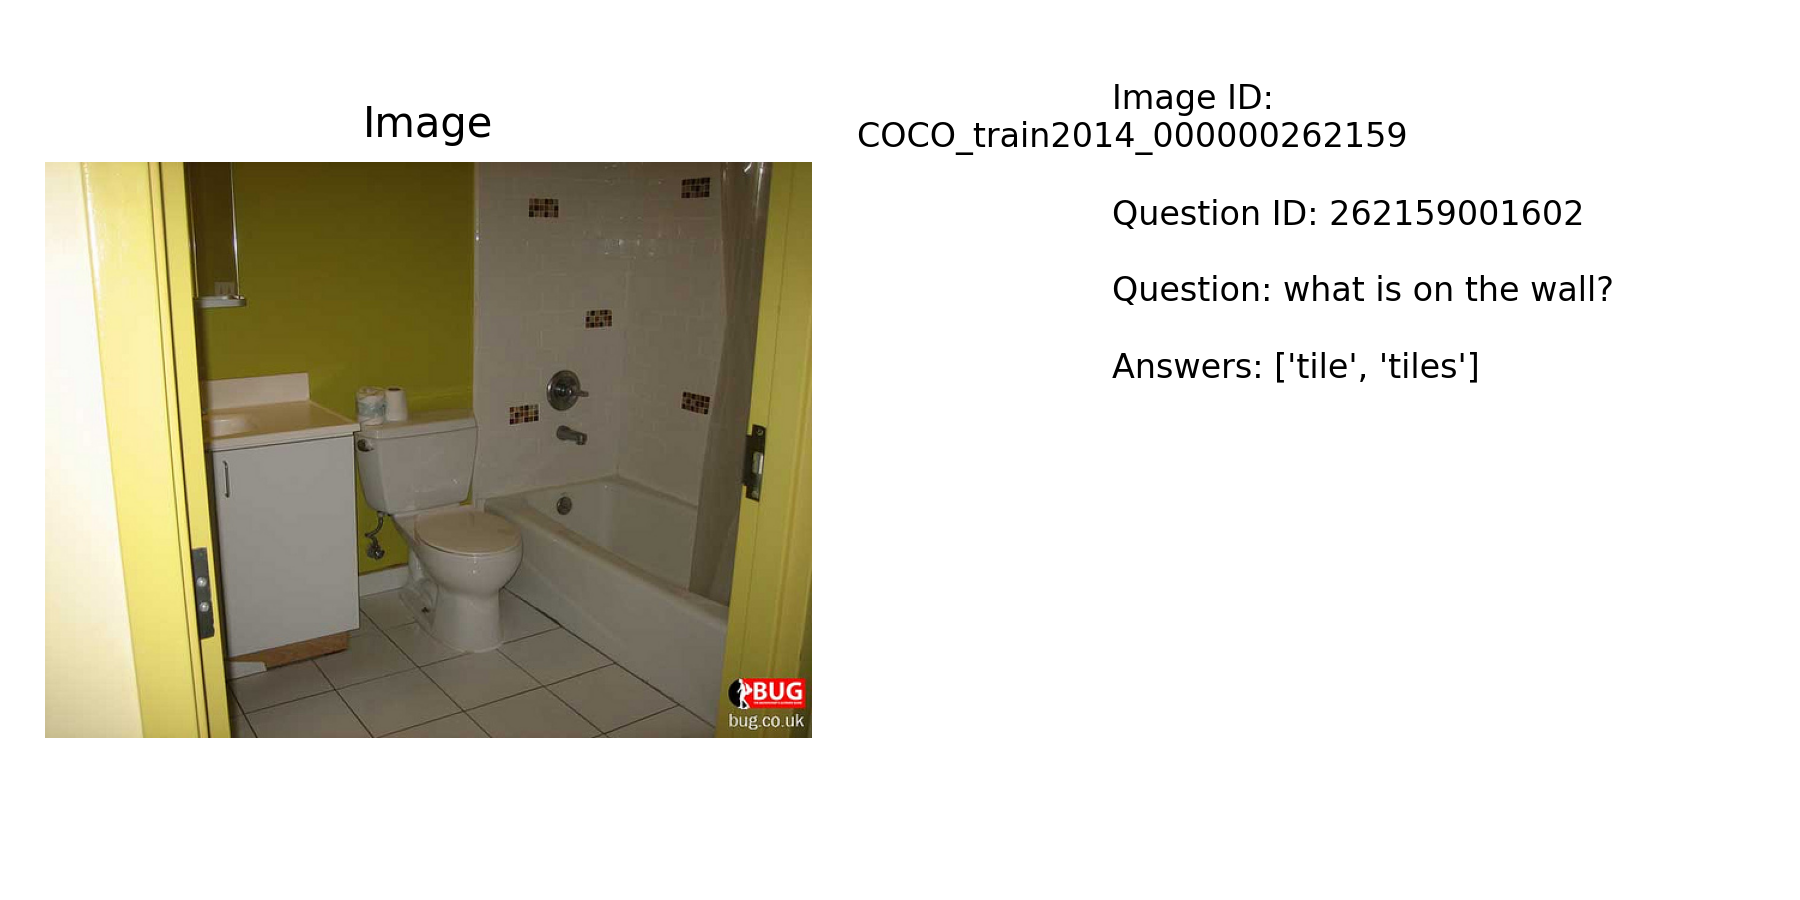 Image
Image ID:
COCO_train2014_000000262159
Question ID: 262159001602
Question: what is on the wall?
Answers: ['tile', 'tiles']
BUG
bug.co.uk